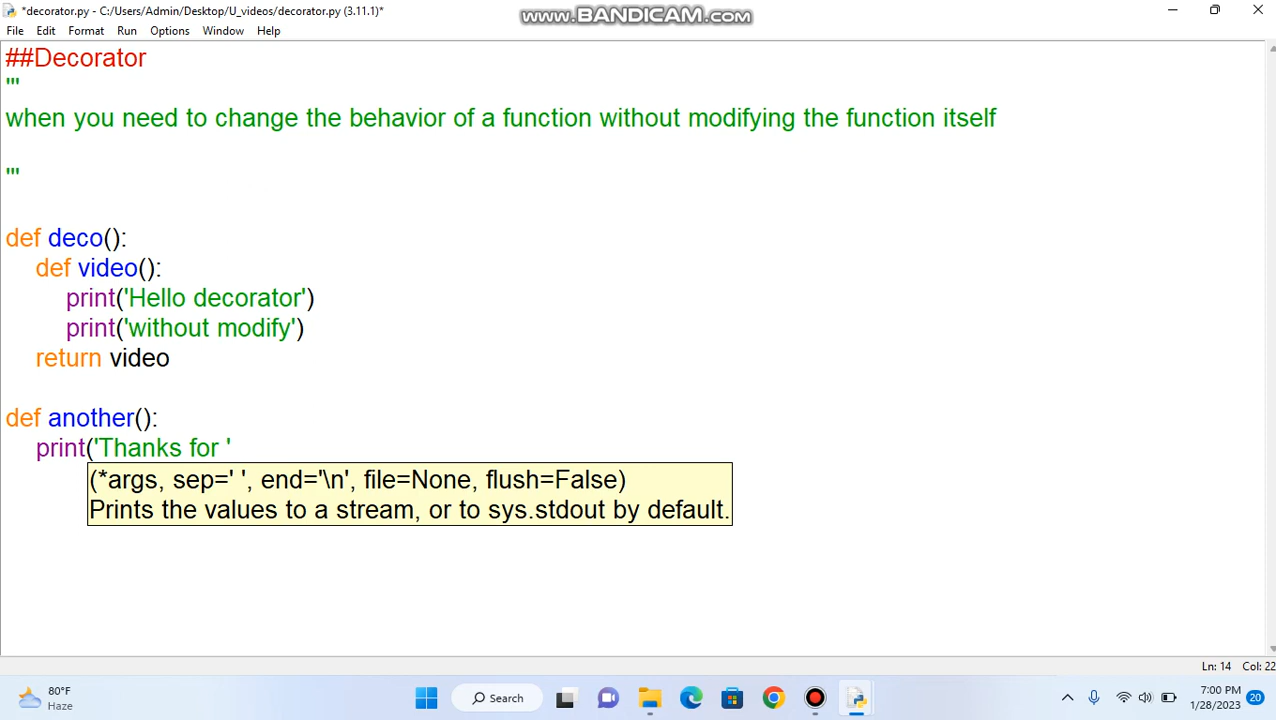 *decorator.py - C:/Users/Admin/Desktop/U_videos/decorator.py (3.11.1)*
www.BANDICAM.com
File Edit Format Run Options Window Help
##Decorator
'''
when you need to change the behavior of a function without modifying the function itself
'''
def deco():
def video():
print('Hello decorator')
print('without modify')
return video
def another():
print('Thanks for '
(*args, sep=' ', end='\n', file=None, flush=False)
Prints the values to a stream, or to sys.stdout by default.
Ln: 14 Col: 22
80°F
Haze
Search
7:00 PM
1/28/2023
20